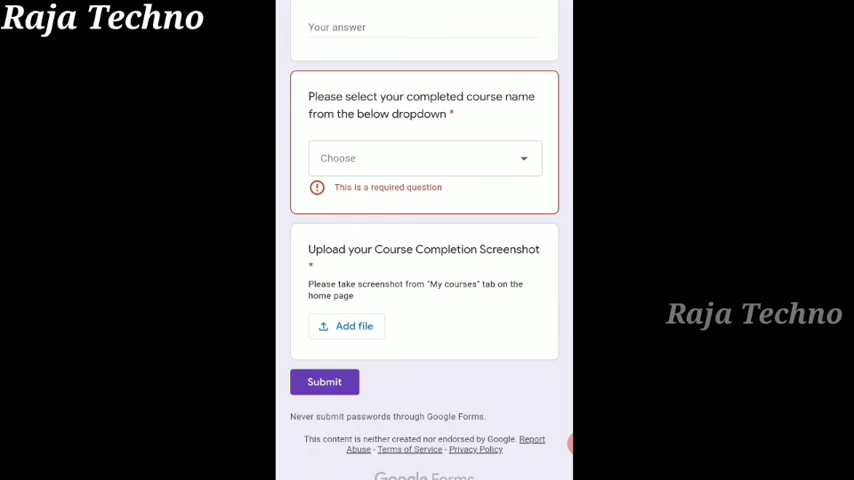 Raja Techno
Your answer
Please select your completed course name
from the below dropdown *
Choose
This is a required question
Upload your Course Completion Screenshot
*
Please take screenshot from "My courses" tab on the
home page
Raja Techno
Add file
Submit
Never submit passwords through Google Forms.
This content is neither created nor endorsed by Google. Report
Abuse - Terms of Service - Privacy Policy
Google Forms